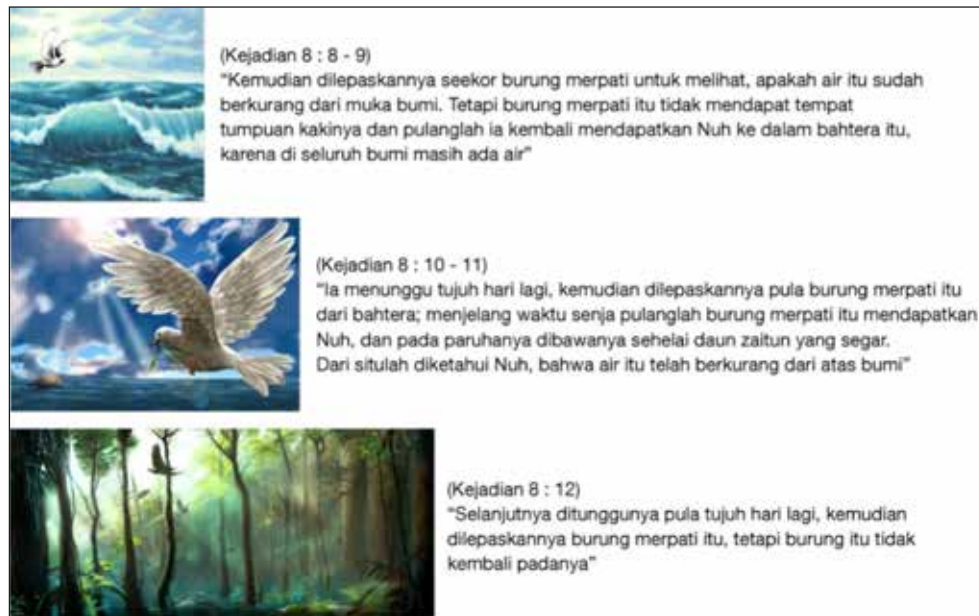 (Kejadian 8 : 8 - 9)
“Kemudian dilepaskannya seekor burung merpati untuk melihat, apakah air itu sudah
berkurang dari muka bumi. Tetapi burung merpati itu tidak mendapat tempat
tumpuan kakinya dan pulanglah ia kembali mendapatkan Nuh ke dalam bahtera itu,
karena di seluruh bumi masih ada air”
(Kejadian 8 : 10 - 11)
“Ia menunggu tujuh hari lagi, kemudian dilepaskannya pula burung merpati itu
dari bahtera; menjelang waktu senja pulanglah burung merpati itu mendapatkan
Nuh, dan pada paruhanya dibawanya sehelai daun zaitun yang segar.
Dari situlah diketahui Nuh, bahwa air itu telah berkurang dari atas bumi”
(Kejadian 8 : 12)
“Selanjutnya ditunggunya pula tujuh hari lagi, kemudian
dilepaskannya burung merpati itu, tetapi burung itu tidak
kembali padanya”